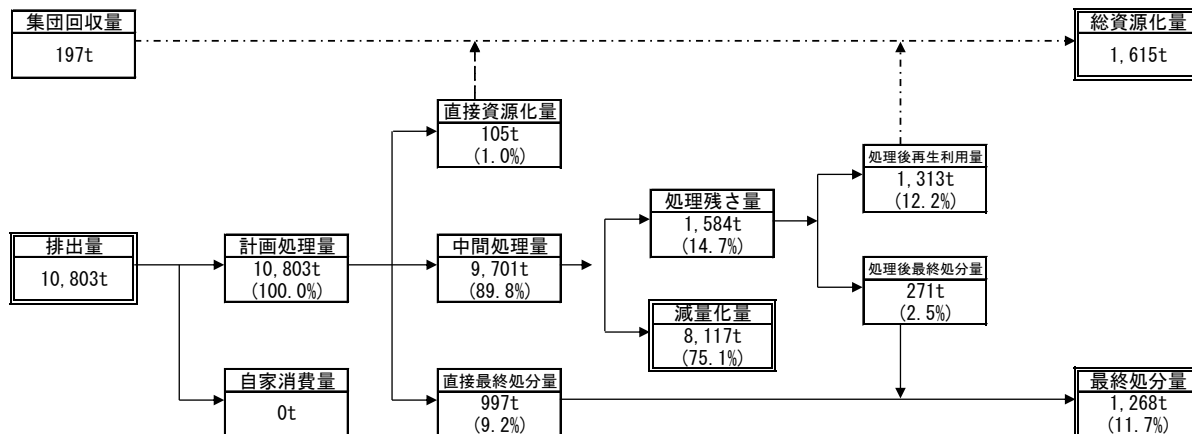 集団回収量
197t
総資源化量
1,615t
直接資源化量
105t
(1.0%)
処理後再生利用量
1,313t
(12.2%)
処理残さ量
1,584t
(14.7%)
排出量
10,803t
計画処理量
10,803t
(100.0%)
中間処理量
9,701t
(89.8%)
処理後最終処分量
271t
(2.5%)
減量化量
8,117t
(75.1%)
自家消費量
0t
直接最終処分量
997t
(9.2%)
最終処分量
1,268t
(11.7%)